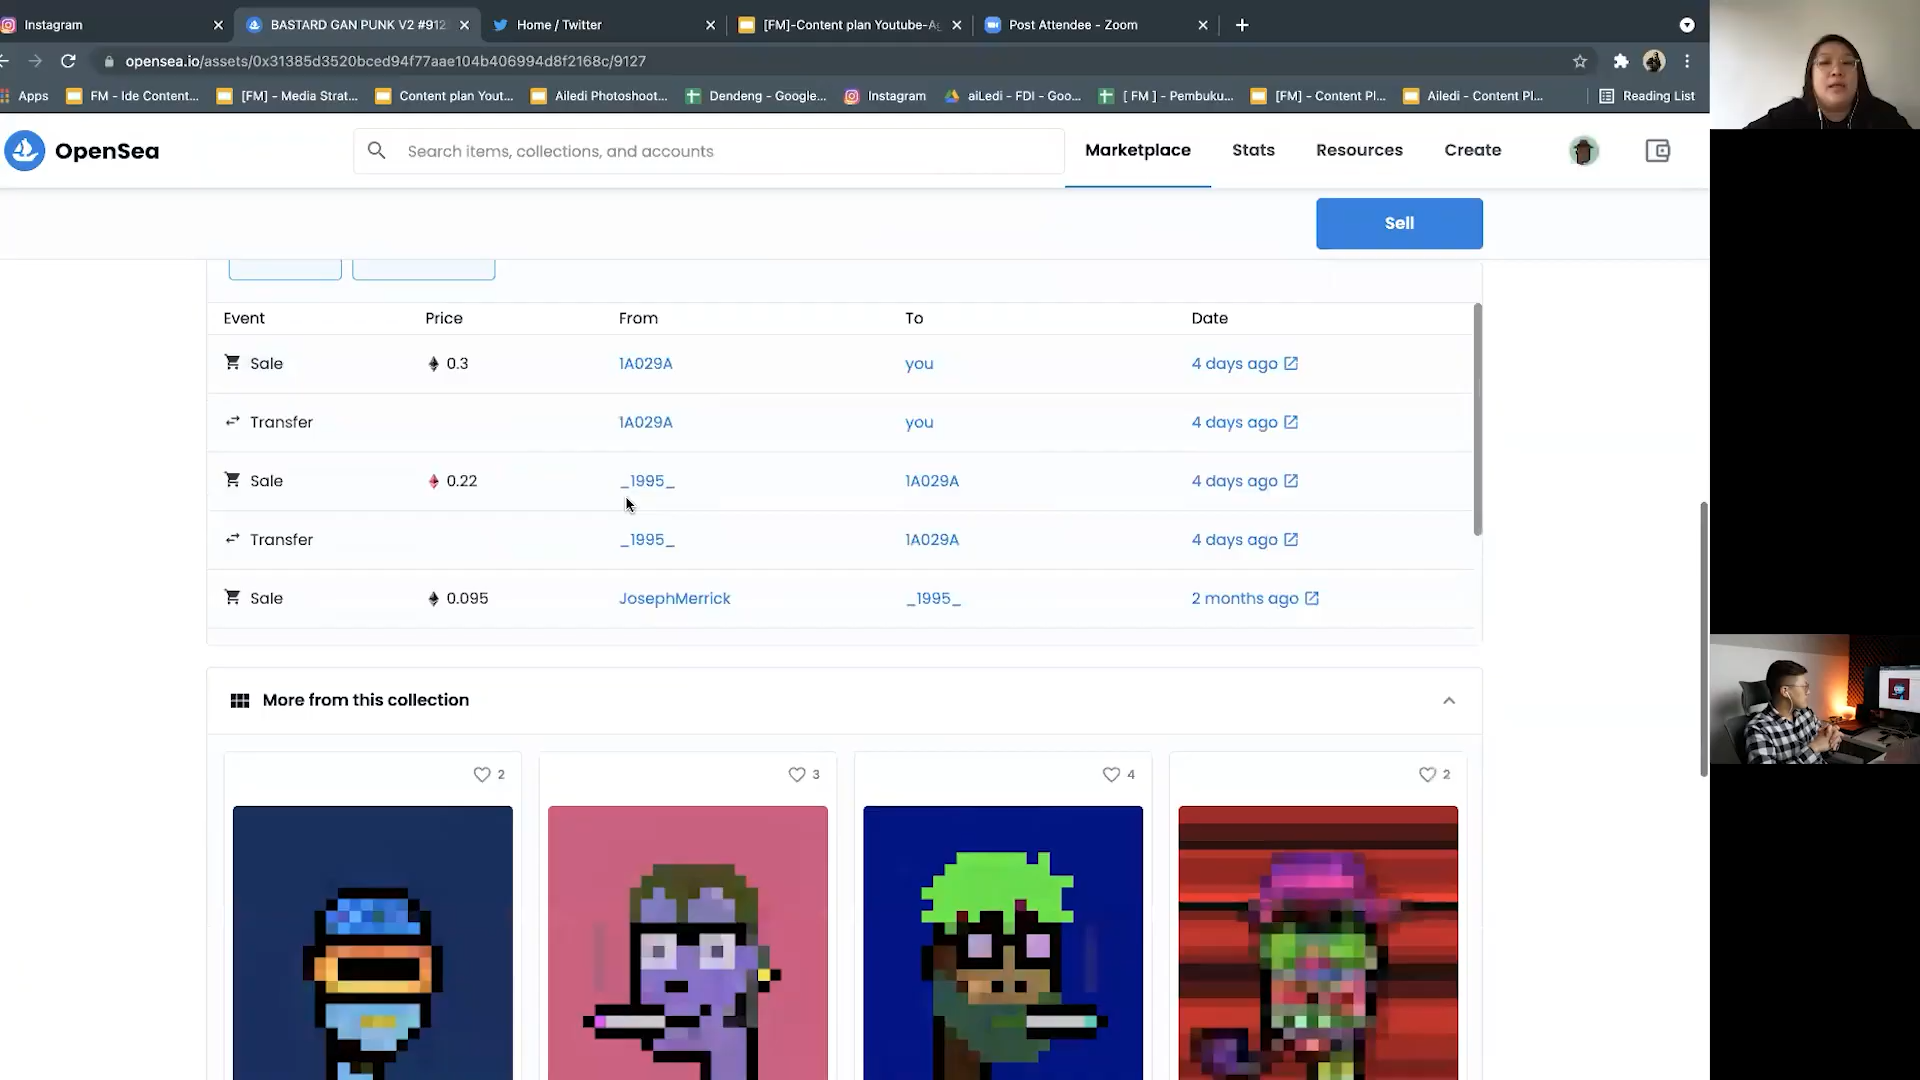 Instagram
BASTARD GAN PUNK V2 #912
Home / Twitter
[FM]-Content plan Youtube-Ag
Post Attendee - Zoom
opensea.io/assets/0x31385d3520bced94f77aae104b406994d8f2168c/9127
Apps
FM - Ide Content...
[FM] - Media Strat...
Content plan Yout...
Ailedi Photoshoot...
Dendeng - Google...
Instagram
aiLedi - FDI - Goo...
[ FM ] - Pembuku...
[FM] - Content Pl...
Ailedi - Content Pl...
Reading List
OpenSea
Search items, collections, and accounts
Marketplace
Stats
Resources
Create
Sell
Event Price From To Date
Sale 0.3 1A029A you 4 days ago
Transfer 1A029A you 4 days ago
Sale 0.22 _1995_ 1A029A 4 days ago
Transfer _1995_ 1A029A 4 days ago
Sale 0.095 JosephMerrick _1995_ 2 months ago
More from this collection
2
3
4
2